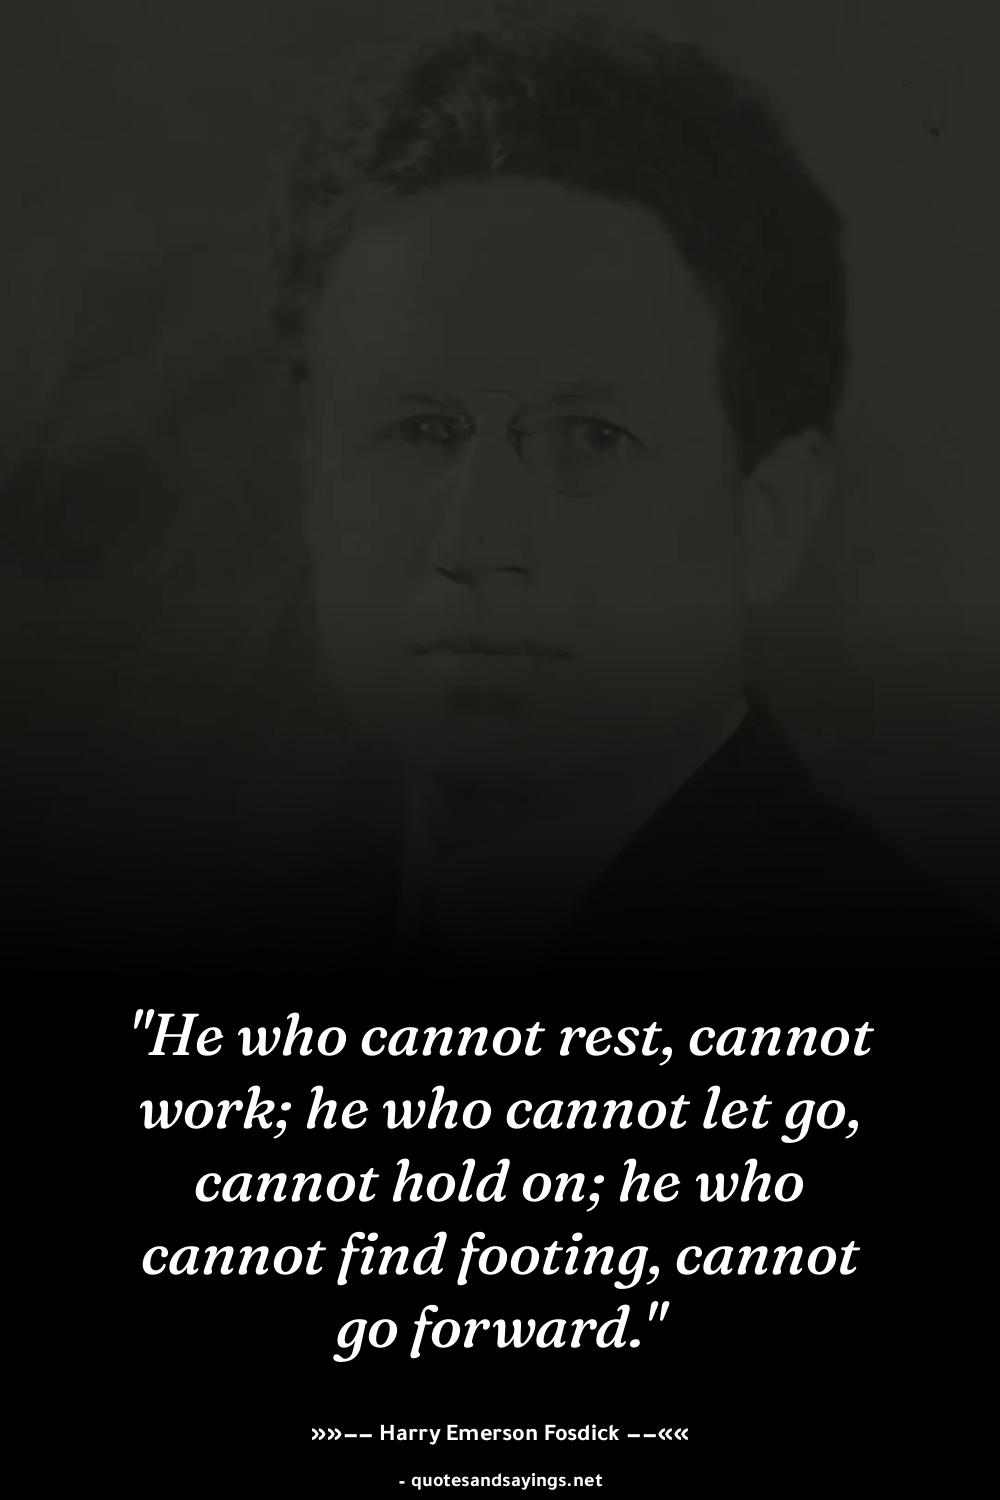 "He who cannot rest, cannot
work; he who cannot let go,
cannot hold on; he who
cannot find footing, cannot
go forward."
»»−− Harry Emerson Fosdick −−««
- quotesandsayings.net